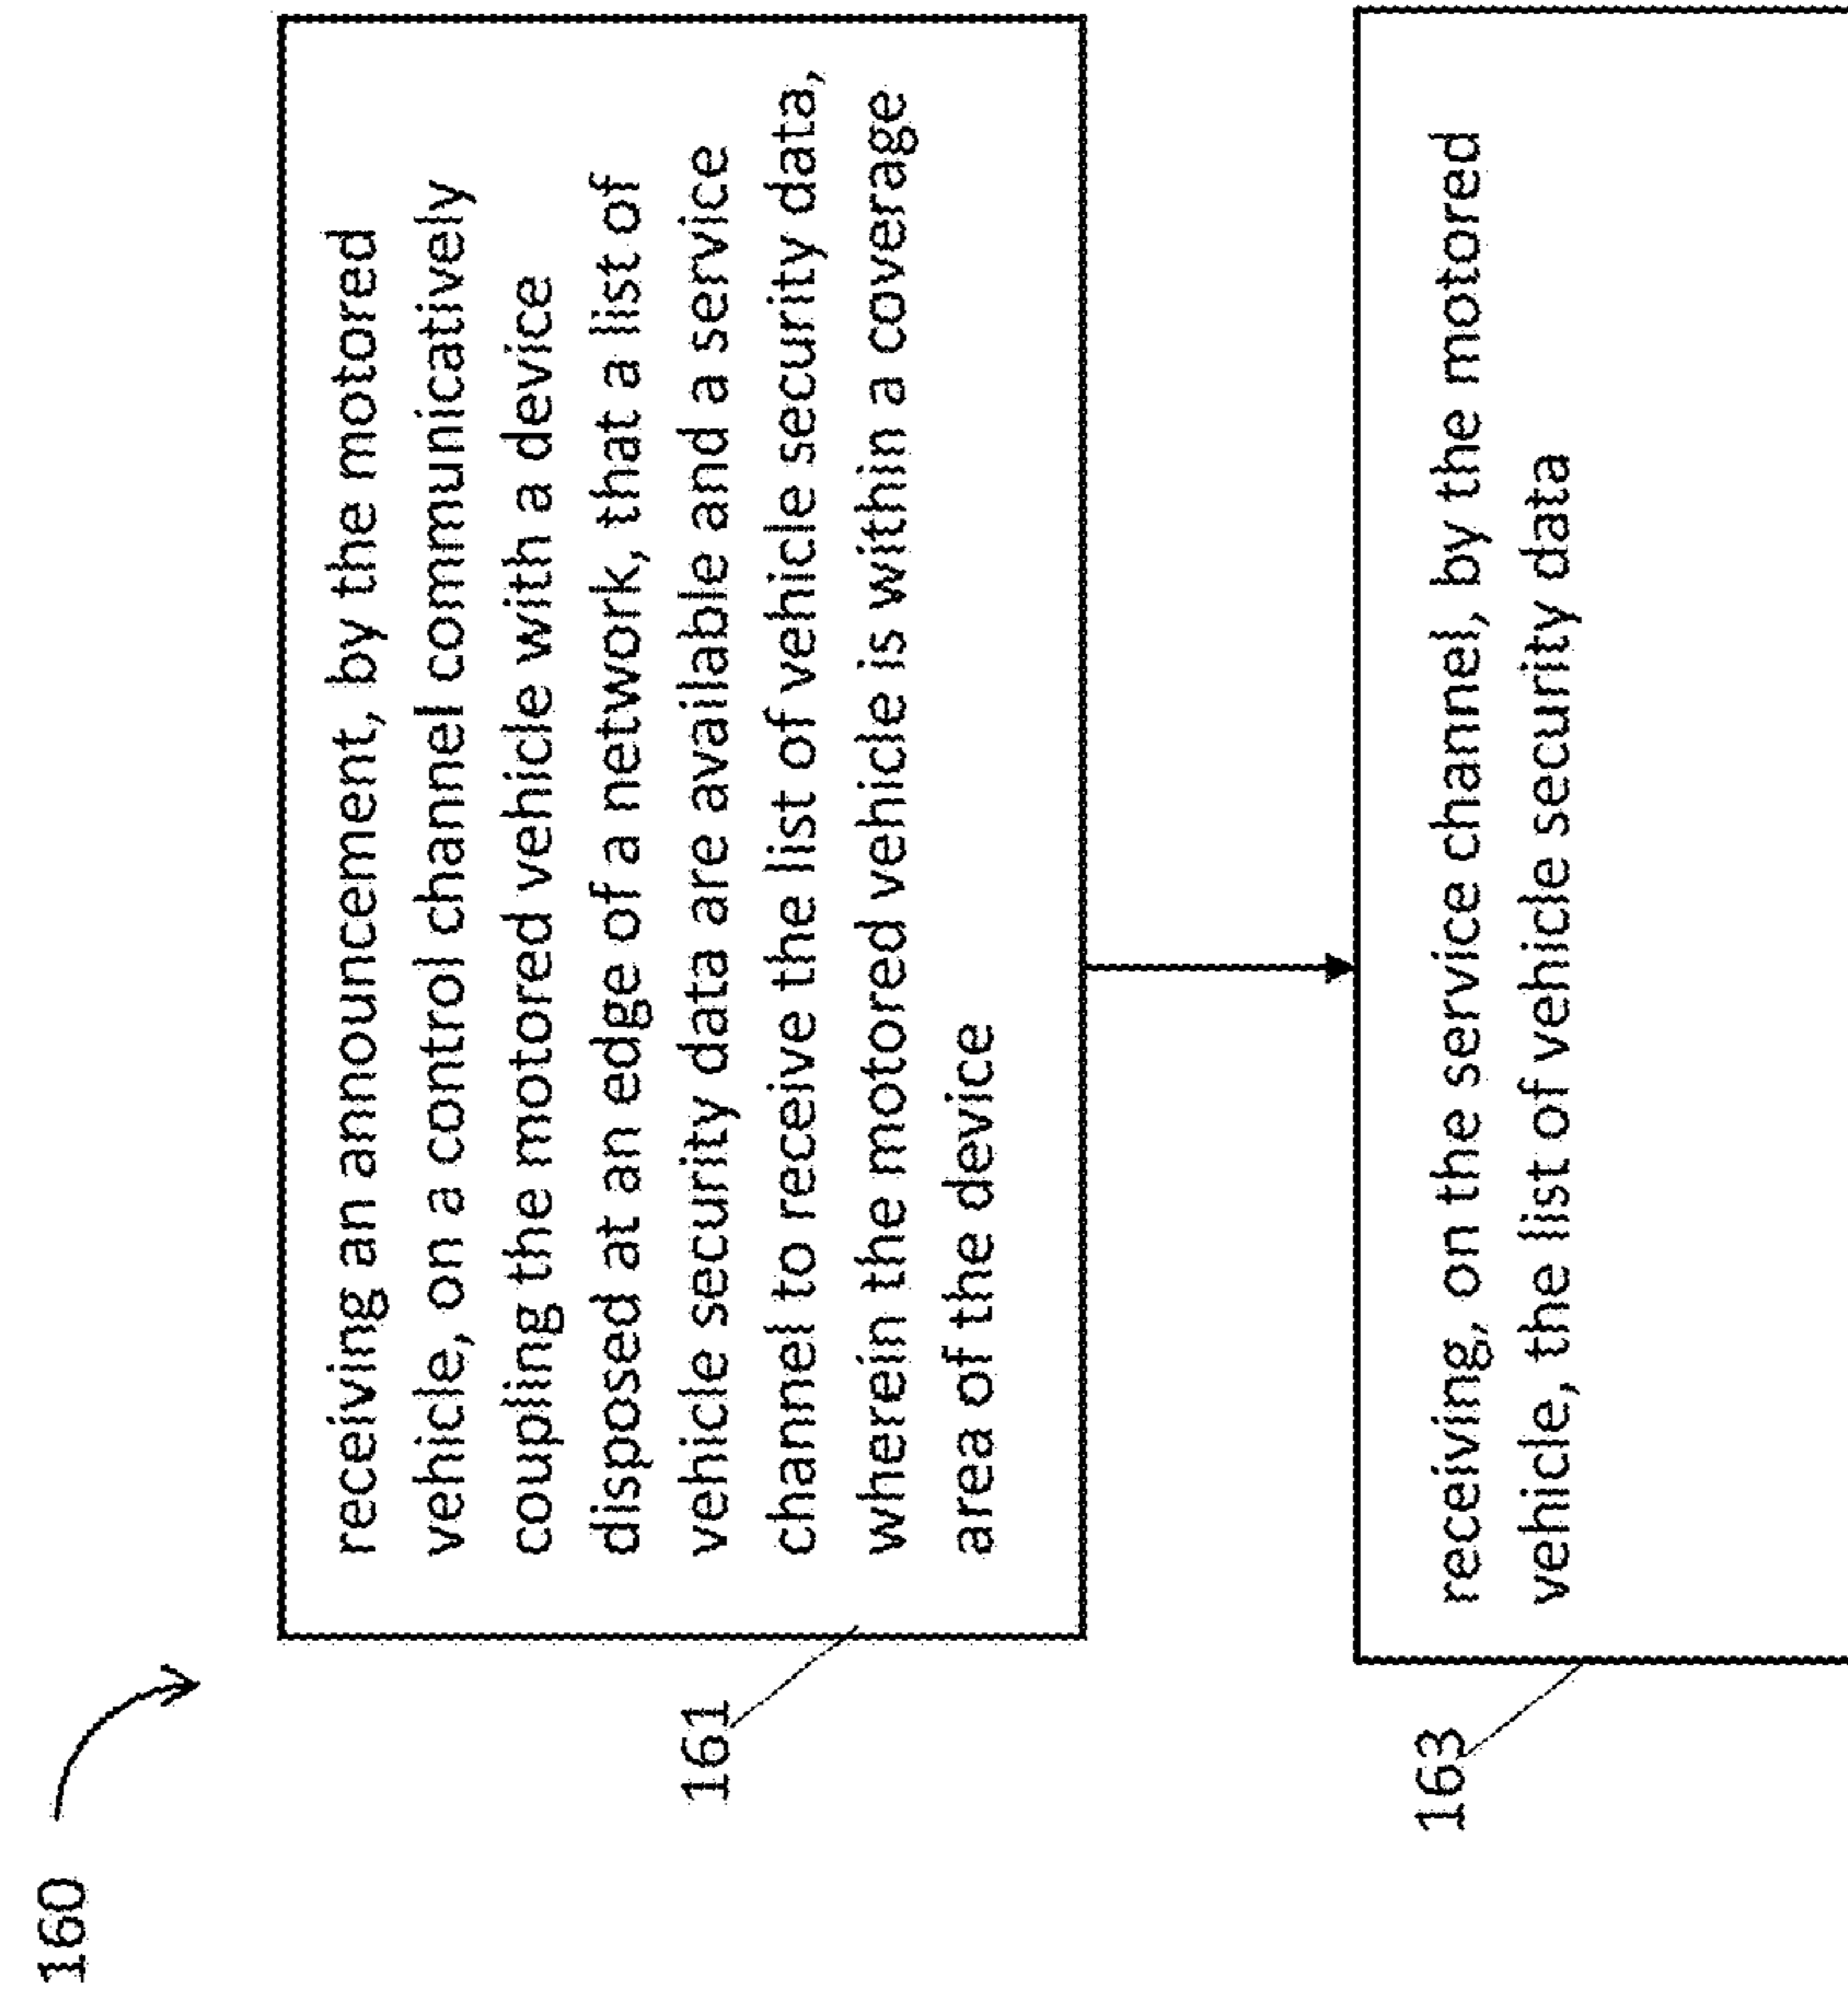 160
161
receiving an announcement, by the motored
vehicle, on a control channel communicatively
coupling the motored vehicle with a device
disposed at an edge of a network, that a list of
vehicle security data are available and a service
channel to receive the list of vehicle security data,
wherein the motored vehicle is within a coverage
area of the device
163
receiving, on the service channel, by the motored
vehicle, the list of vehicle security data